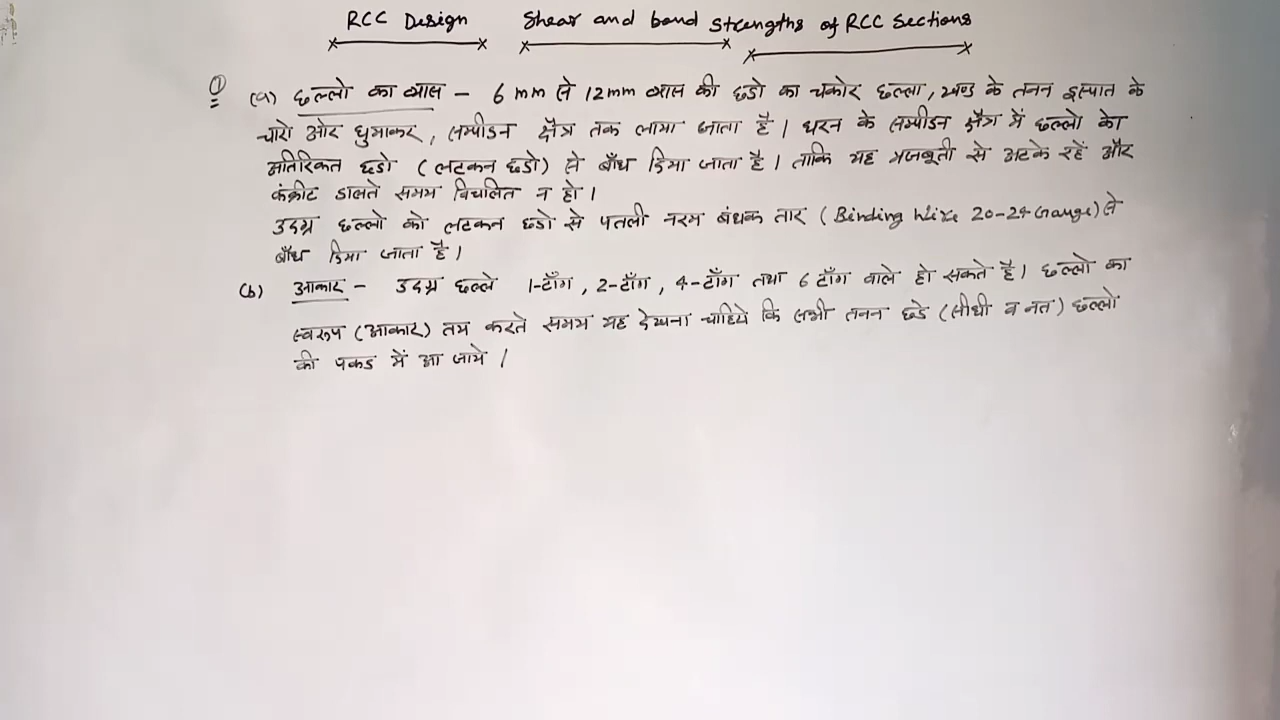 RCC Design Shear and bond strengths of RCC Sections
① (a) छल्लो का व्यास - 6 mm से 12mm व्यास की छडो का चकोर छल्ला, खण्ड के तनन इस्पात के
चारो ओर घुमाकर, सम्पीडन क्षैत्र तक लाया जाता है। धरन के सम्पीडन क्षैत्र में छल्लो को
अतिरिक्त छडो (लटकन छडो) से बाँध दिया जाता है। ताकि यह मजबूती से अटके रहें और
कंक्रीट डालते समय विचलित न हो।
उदग्र छल्लो को लटकन छडो से पतली नरम बंधक तार (Binding Wire 20-24 Gauge) से
बाँध दिया जाता है।
(b) आकार - उदग्र छल्ले 1-टाँग, 2-टाँग, 4-टाँग तथा 6 टाँग वाले हो सकते है। छल्लो का
स्वरूप (आकार) तय करते समय यह देखना चाहिये कि सभी तनन छडे (सीधी व नत) छल्लो
की पकड में आ जाये।